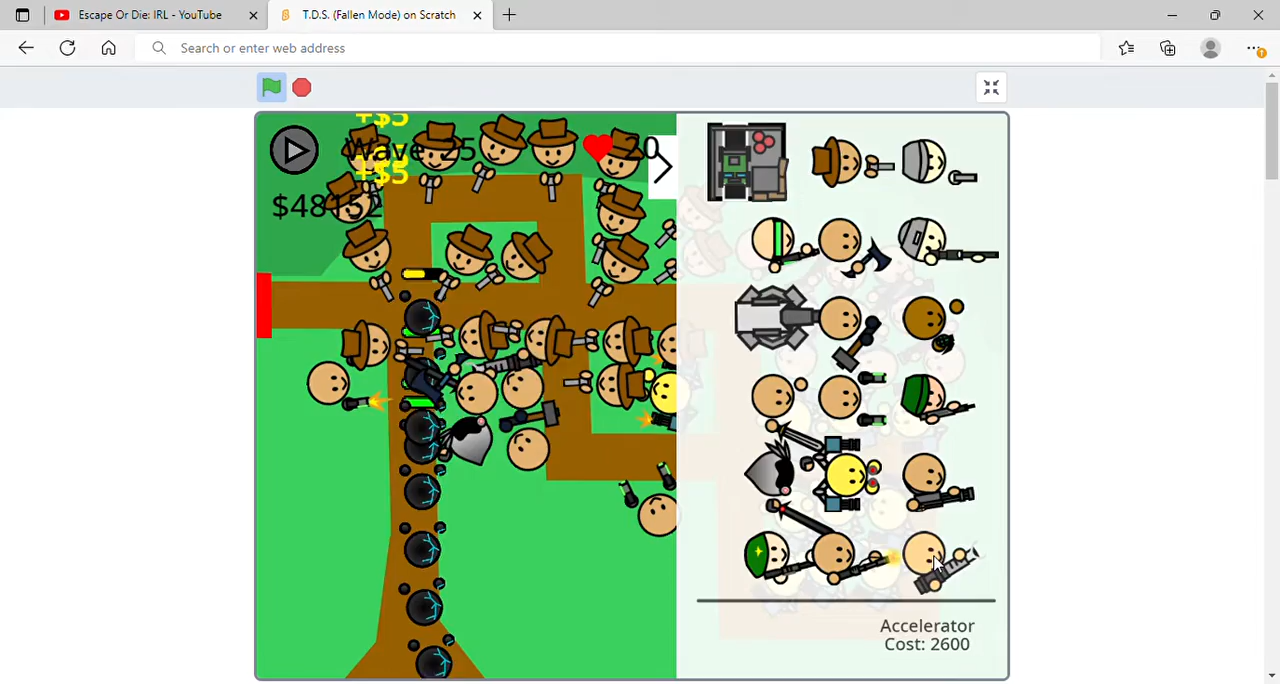 Escape Or Die: IRL - YouTube
T.D.S. (Fallen Mode) on Scratch
Search or enter web address
+$5
Wave 25
20
+$5
$48152
Accelerator
Cost: 2600